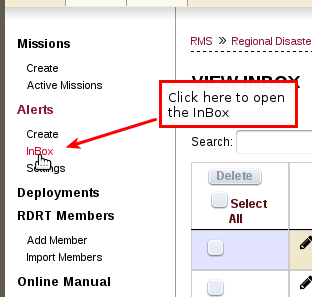 Missions
Create
Active Missions
Alerts
Create
InBox
Settings
Deployments
RDRT Members
Add Member
Import Members
Online Manual
RMS » Regional Disaste
VIEW INBOX
Click here to open
the InBox
Search:
Delete
Select
All